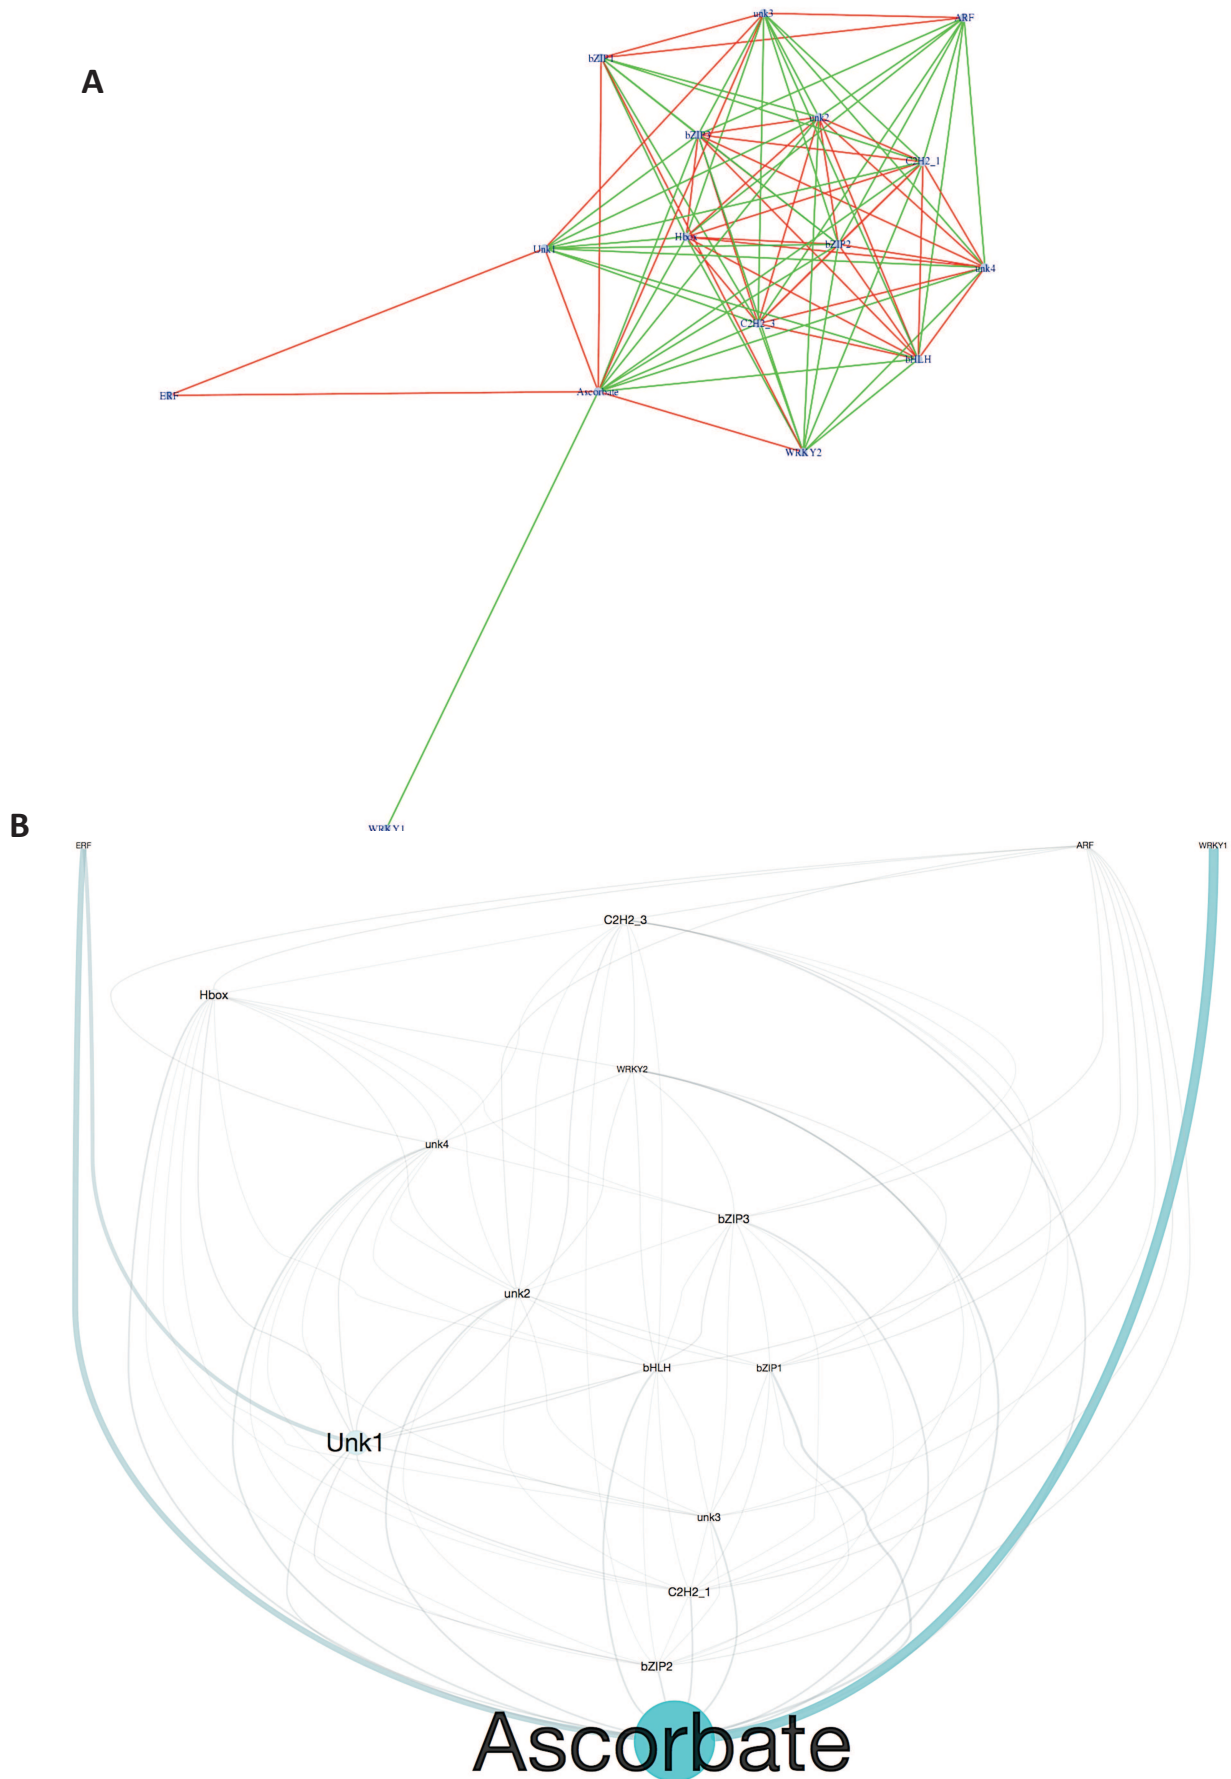 A
unk3
ARF
bZIP1
unk2
bZIP3
C2H2_1
Hbox
bZIP2
Unk1
unk4
C2H2_3
bHLH
ERF
Ascorbate
WRKY2
WRKY1
B
ERF
ARF
WRKY1
C2H2_3
Hbox
WRKY2
unk4
bZIP3
unk2
bHLH
bZIP1
Unk1
unk3
C2H2_1
bZIP2
Ascorbate